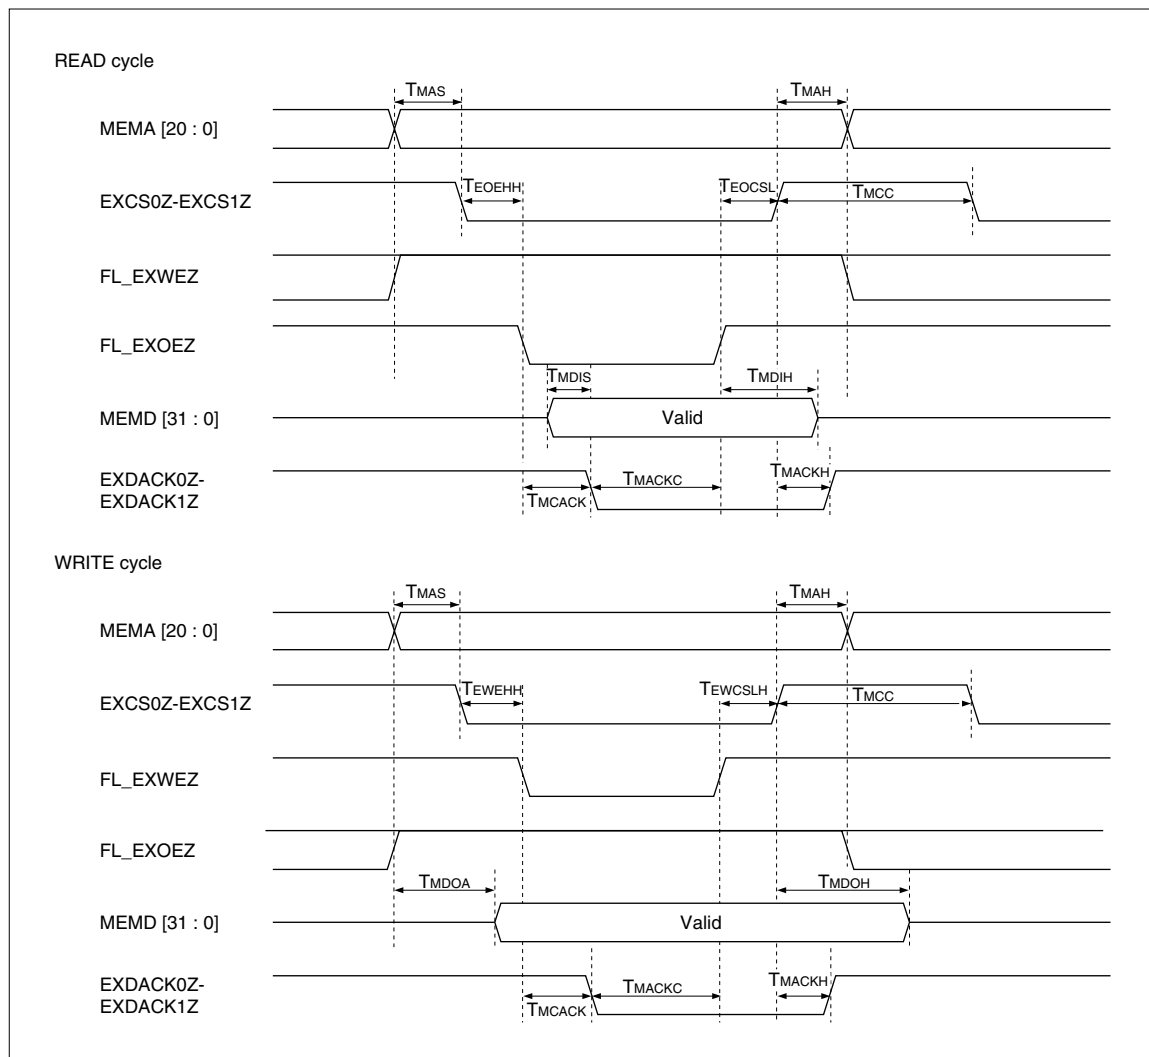 READ cycle
TMAS TMAH
MEMA [20 : 0]
TEOEHH TEOCSL TMCC
EXCS0Z-EXCS1Z
FL_EXWEZ
FL_EXOEZ
TMDIS TMDIH
MEMD [31 : 0] Valid
EXDACK0Z-
EXDACK1Z
TMCACK TMACKC TMACKH
WRITE cycle
TMAS TMAH
MEMA [20 : 0]
TEWEHH TEWCSLH TMCC
EXCS0Z-EXCS1Z
FL_EXWEZ
FL_EXOEZ
TMDOA TMDOH
MEMD [31 : 0] Valid
EXDACK0Z-
EXDACK1Z
TMCACK TMACKC TMACKH